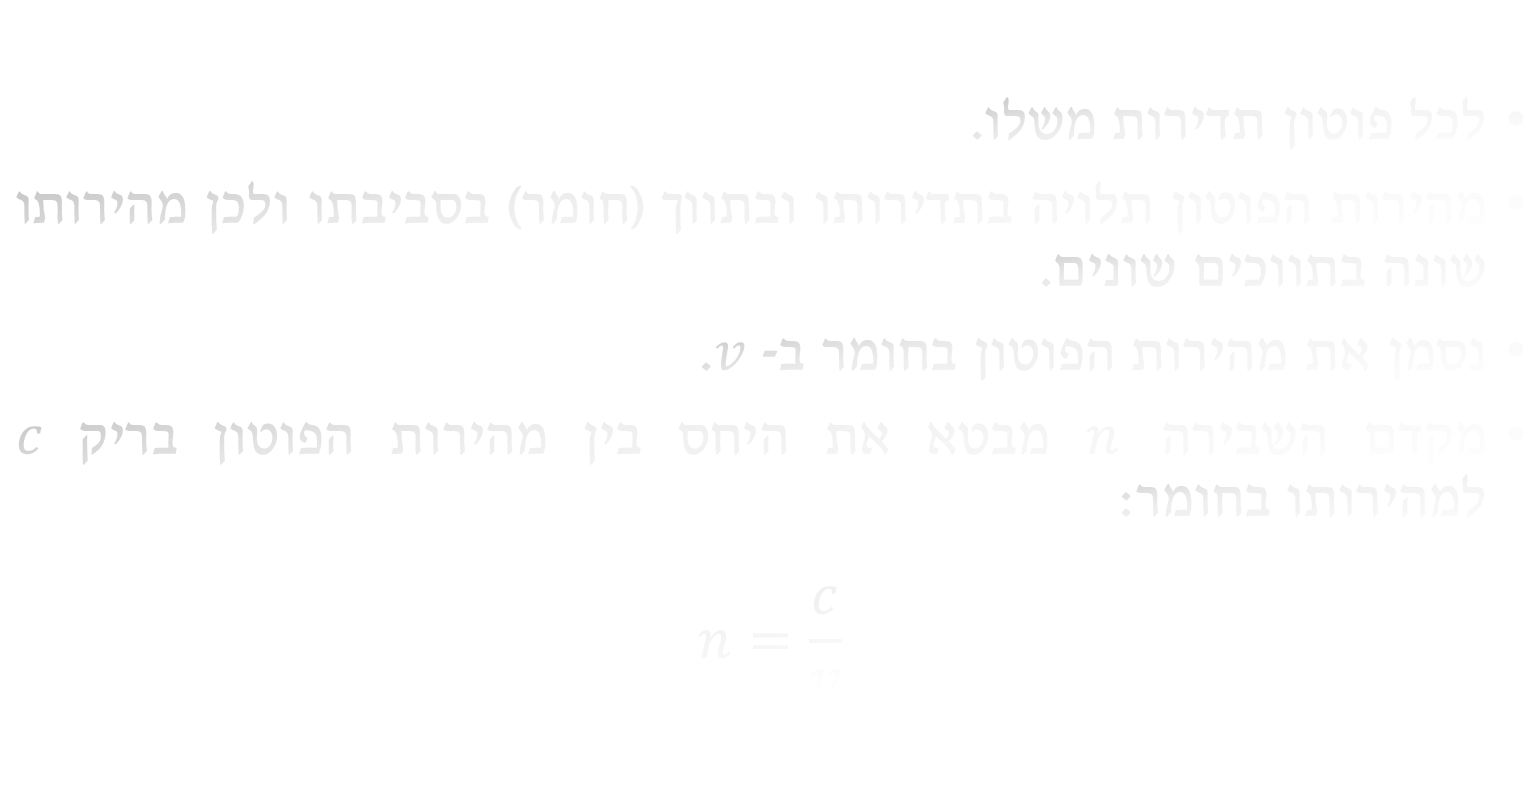 • לכל פוטון תדירות משלו.
• מהירות הפוטון תלויה בתדירותו ובתווך (חומר) בסביבתו ולכן מהירותו
שונה בתווכים שונים.
• נסמן את מהירות הפוטון בחומר ב- v.
• מקדם השבירה n מבטא את היחס בין מהירות הפוטון בריק c
למהירותו בחומר:
n = c/v